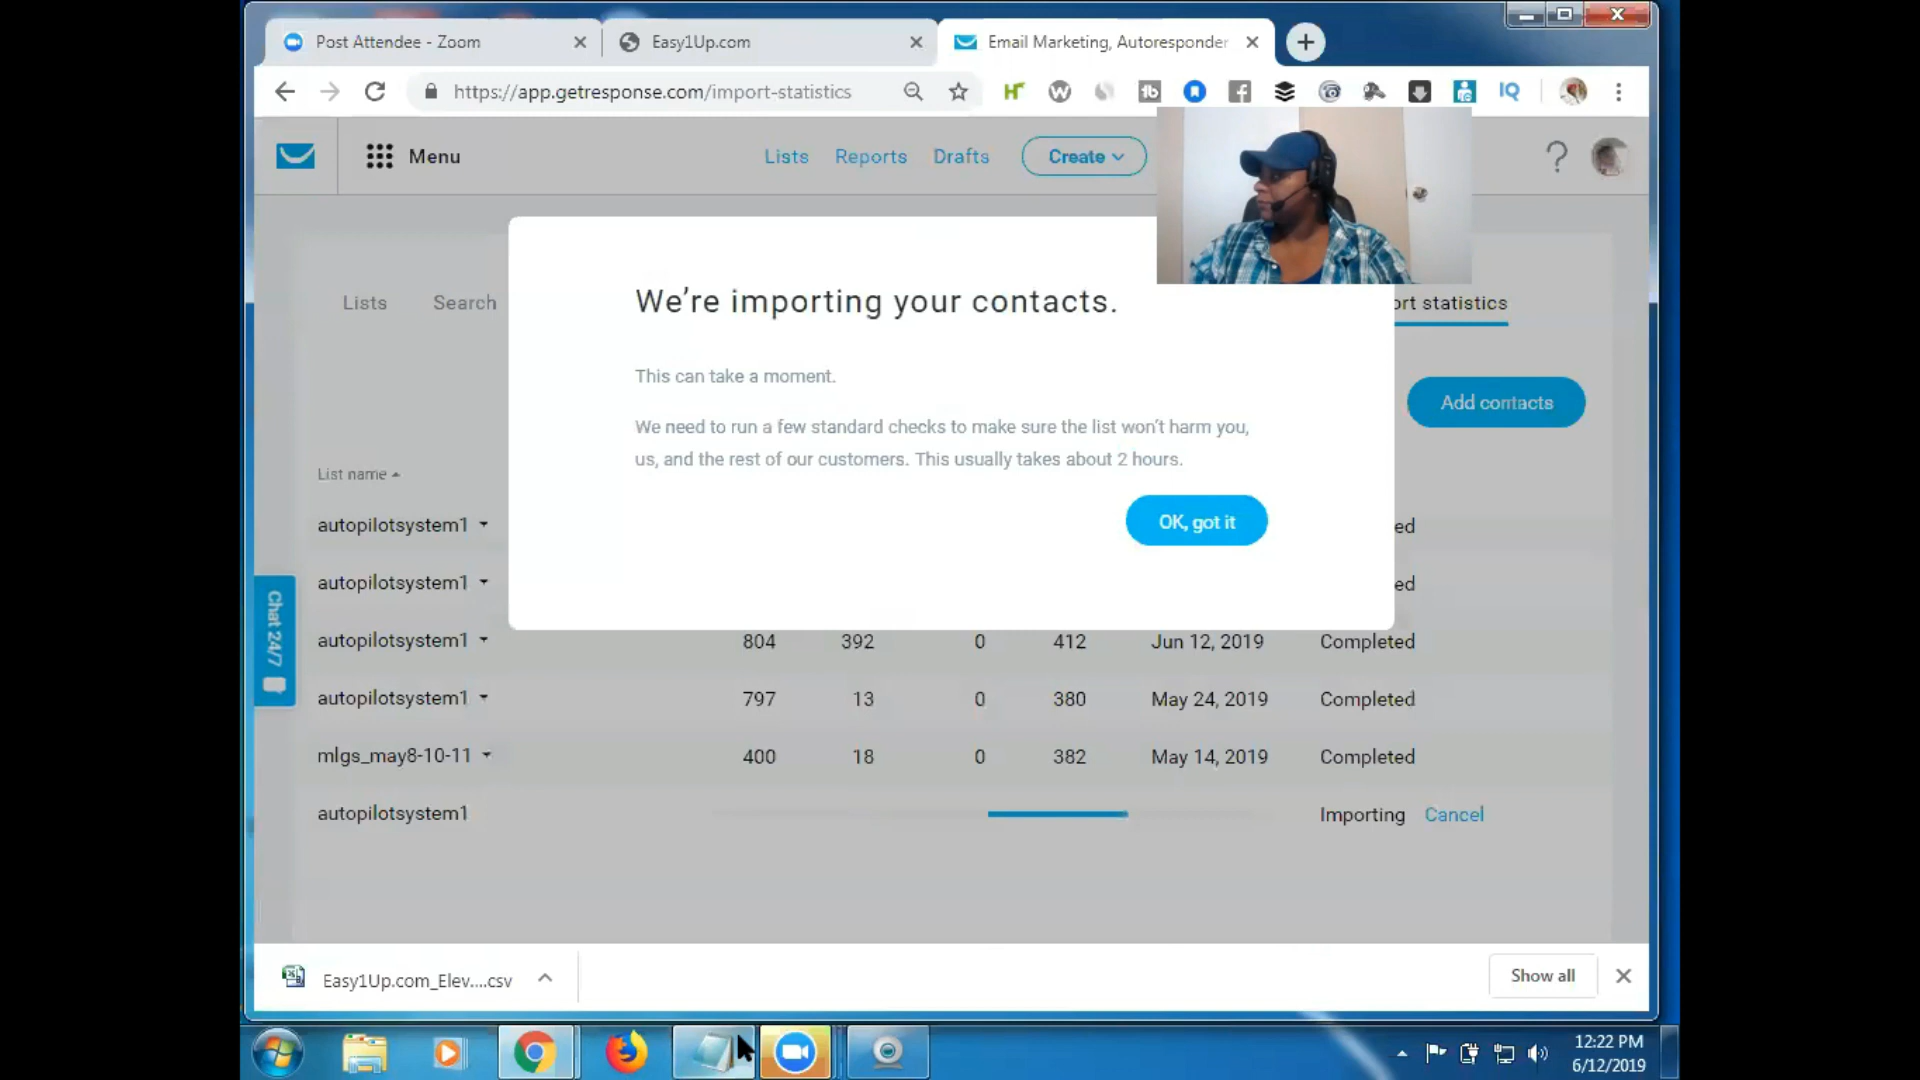 Post Attendee - Zoom
Easy1Up.com
Email Marketing, Autoresponder
https://app.getresponse.com/import-statistics
Menu
Lists
Reports
Drafts
Create
Lists
Search
ort statistics
We're importing your contacts.
This can take a moment.
We need to run a few standard checks to make sure the list won't harm you,
us, and the rest of our customers. This usually takes about 2 hours.
OK, got it
Add contacts
List name
autopilotsystem1 ed
autopilotsystem1 ed
autopilotsystem1 804 392 0 412 Jun 12, 2019 Completed
autopilotsystem1 797 13 0 380 May 24, 2019 Completed
mlgs_may8-10-11 400 18 0 382 May 14, 2019 Completed
autopilotsystem1 Importing Cancel
Chat 24/7
Easy1Up.com_Elev....csv
Show all
12:22 PM
6/12/2019